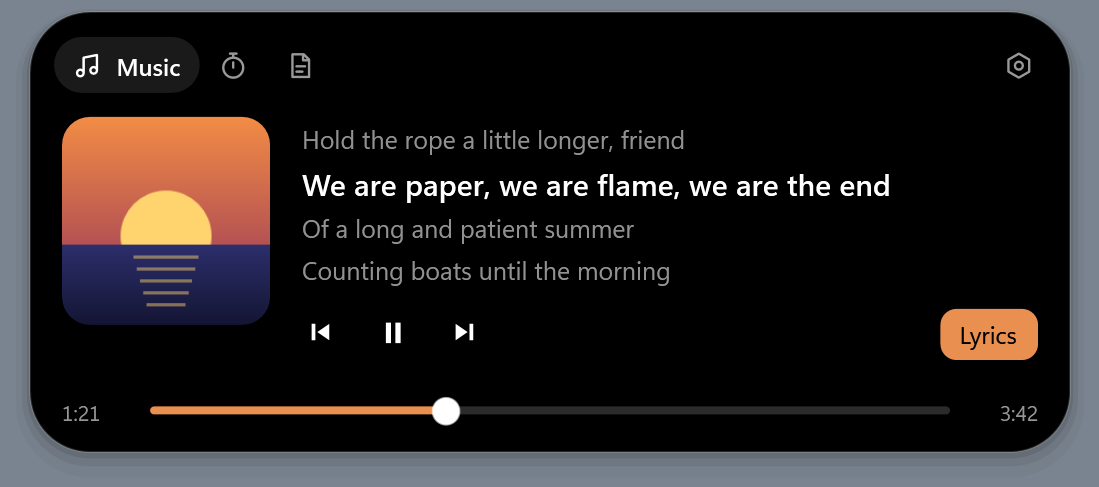 Music
Hold the rope a little longer, friend
We are paper, we are flame, we are the end
Of a long and patient summer
Counting boats until the morning
Lyrics
1:21
3:42